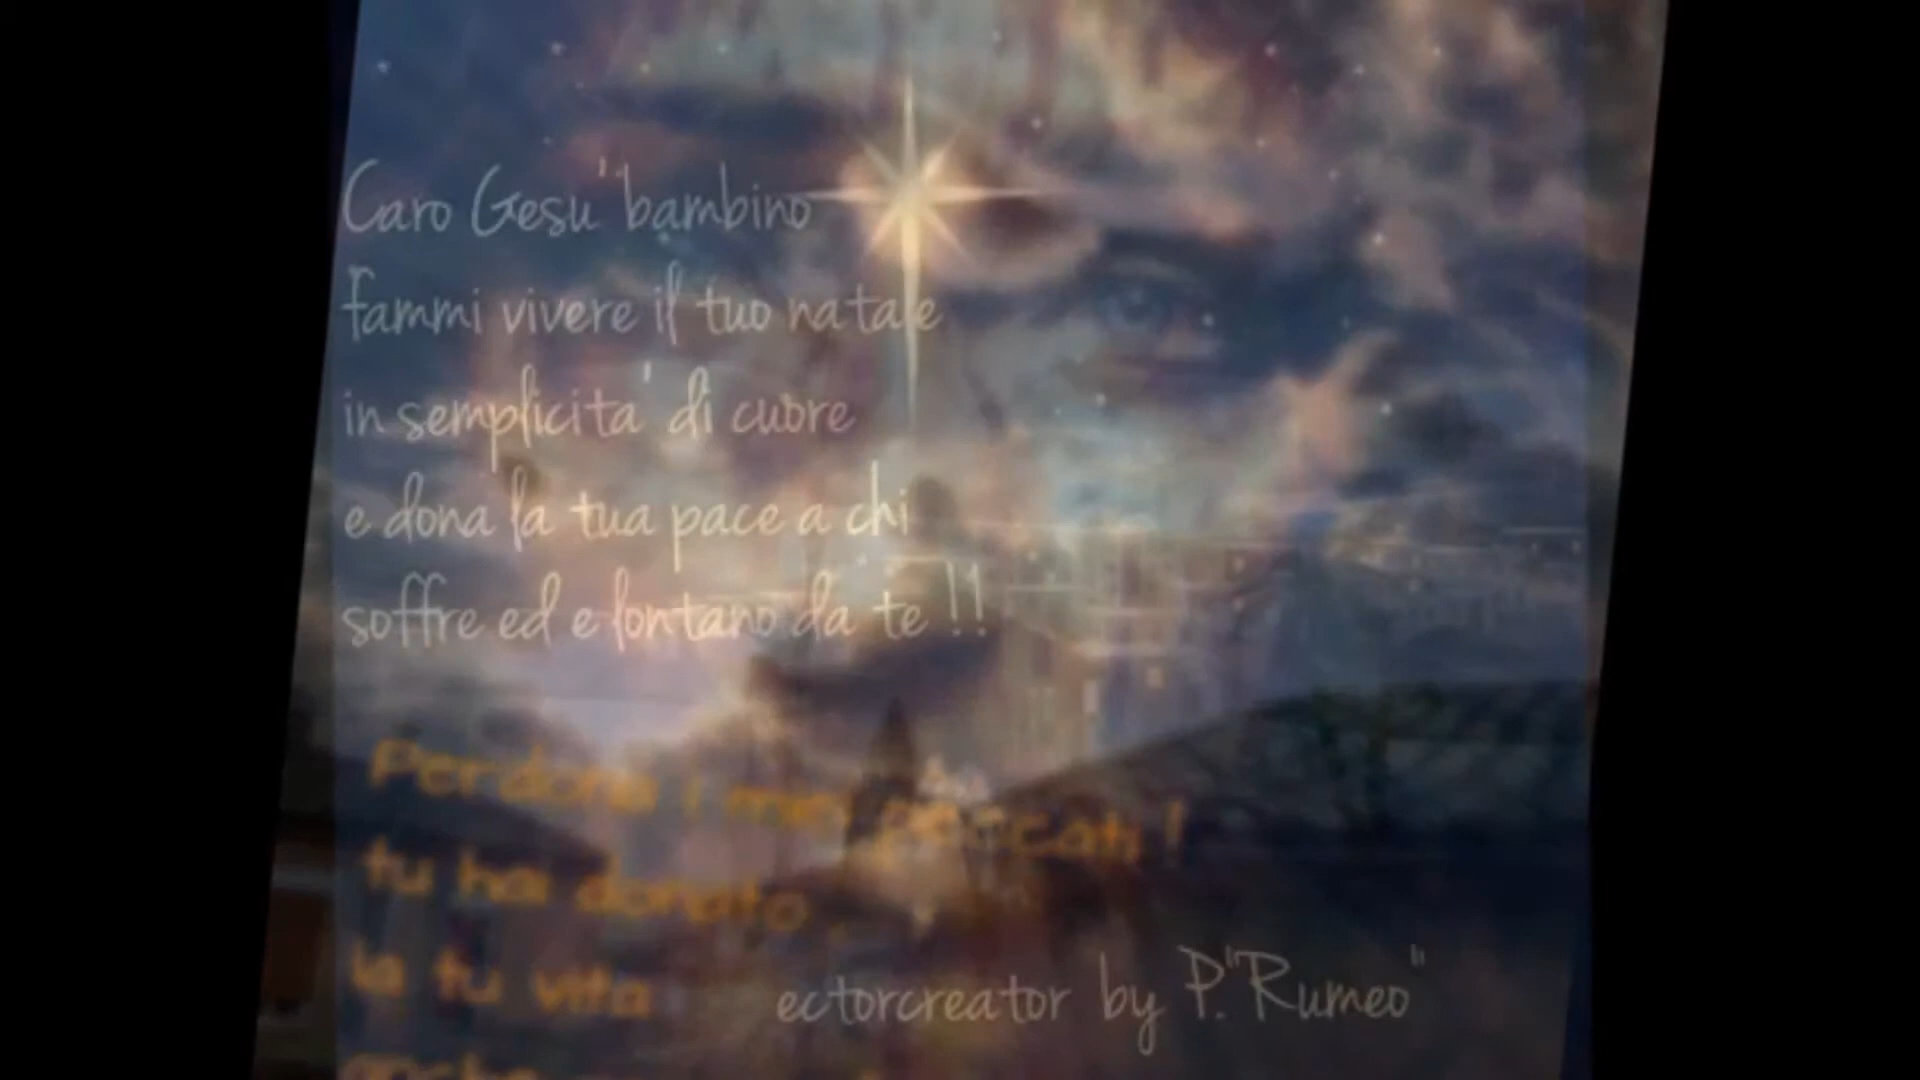 Caro Gesu' bambino
fammi vivere il tuo natale
in semplicita' di cuore
e dona la tua pace a chi
soffre ed e lontano da te !!
Perdona i miei peccati !
tu hai donato
la tu vita
anche
ectorcreator by P."Rumeo"